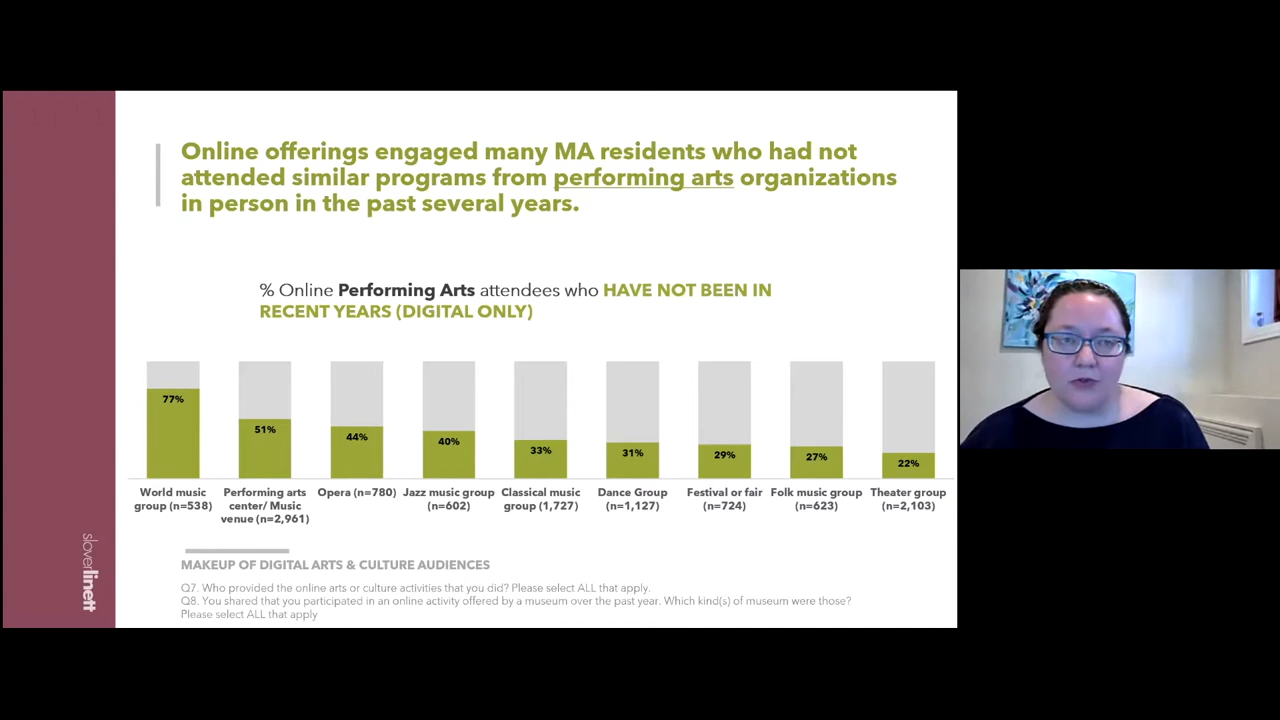 Online offerings engaged many MA residents who had not
attended similar programs from performing arts organizations
in person in the past several years.
% Online Performing Arts attendees who HAVE NOT BEEN IN
RECENT YEARS (DIGITAL ONLY)
77%
51%
44%
40%
33%
31%
29%
27%
22%
World music
group (n=538)
Performing arts
center/ Music
venue (n=2,961)
Opera (n=780)
Jazz music group
(n=602)
Classical music
group (1,727)
Dance Group
(n=1,127)
Festival or fair
(n=724)
Folk music group
(n=623)
Theater group
(n=2,103)
MAKEUP OF DIGITAL ARTS & CULTURE AUDIENCES
Q7. Who provided the online arts or culture activities that you did? Please select ALL that apply.
Q8. You shared that you participated in an online activity offered by a museum over the past year. Which kind(s) of museum were those?
Please select ALL that apply
sloverlinett